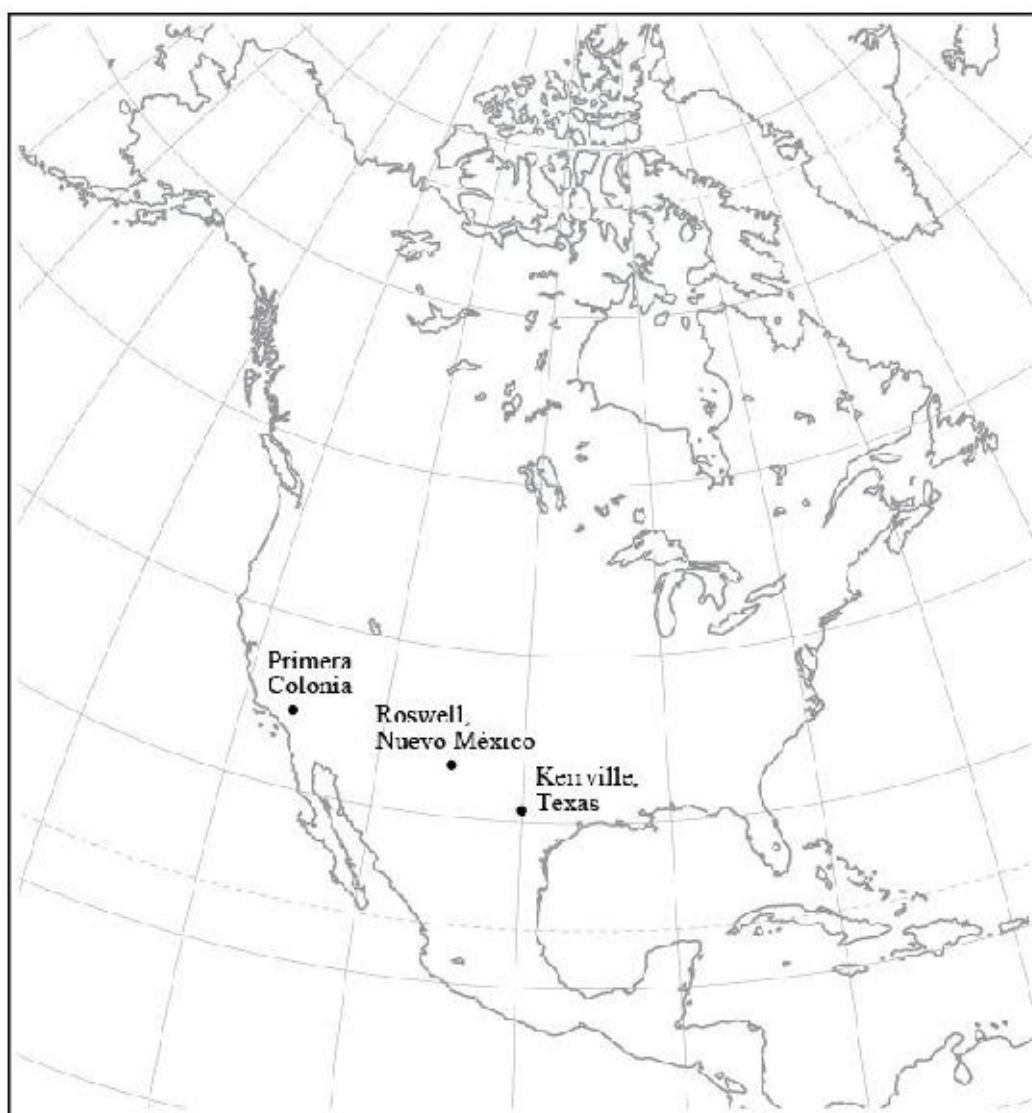 Primera
Colonia
Roswell,
Nuevo México
Kerrville,
Texas